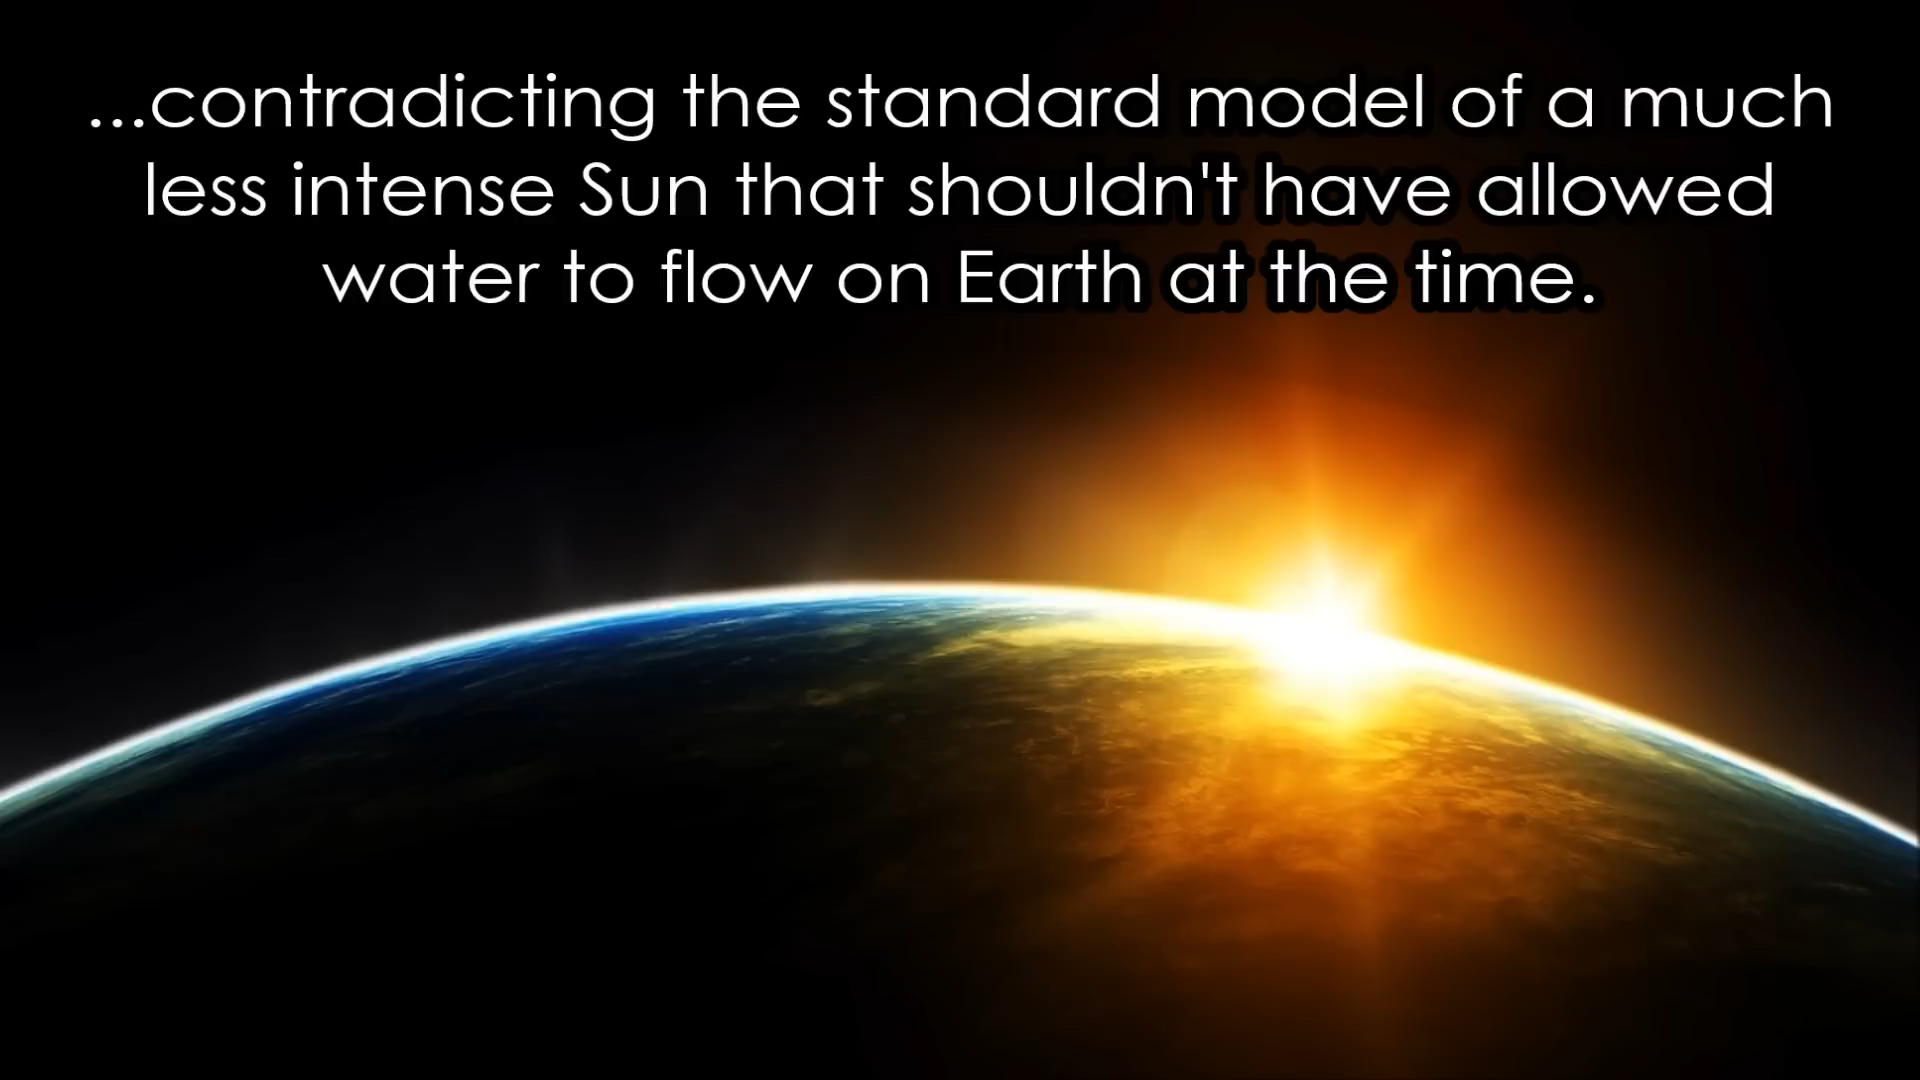 ...contradicting the standard model of a much
less intense Sun that shouldn't have allowed
water to flow on Earth at the time.